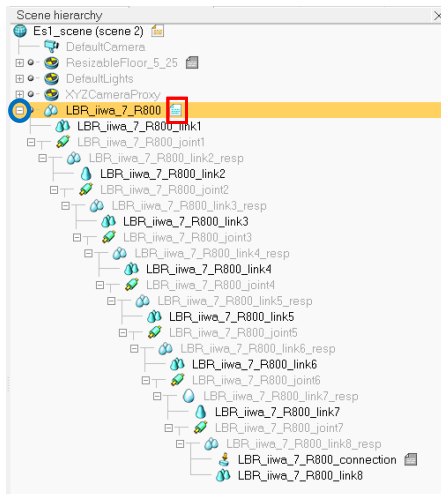 Scene hierarchy
Es1_scene (scene 2)
DefaultCamera
ResizableFloor_5_25
DefaultLights
XYZCameraProxy
LBR_iiwa_7_R800
LBR_iiwa_7_R800_link1
LBR_iiwa_7_R800_joint1
LBR_iiwa_7_R800_link2_resp
LBR_iiwa_7_R800_link2
LBR_iiwa_7_R800_joint2
LBR_iiwa_7_R800_link3_resp
LBR_iiwa_7_R800_link3
LBR_iiwa_7_R800_joint3
LBR_iiwa_7_R800_link4_resp
LBR_iiwa_7_R800_link4
LBR_iiwa_7_R800_joint4
LBR_iiwa_7_R800_link5_resp
LBR_iiwa_7_R800_link5
LBR_iiwa_7_R800_joint5
LBR_iiwa_7_R800_link6_resp
LBR_iiwa_7_R800_link6
LBR_iiwa_7_R800_joint6
LBR_iiwa_7_R800_link7_resp
LBR_iiwa_7_R800_link7
LBR_iiwa_7_R800_joint7
LBR_iiwa_7_R800_link8_resp
LBR_iiwa_7_R800_connection
LBR_iiwa_7_R800_link8